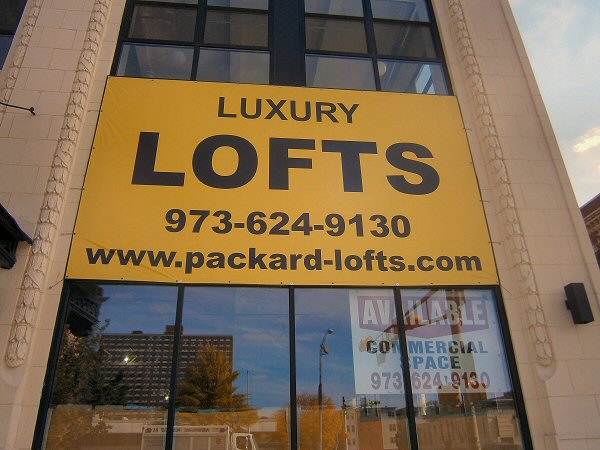 LUXURY
LOFTS
973-624-9130
www.packard-lofts.com
AVAILABLE
COMMERCIAL
SPACE
973-624-9130